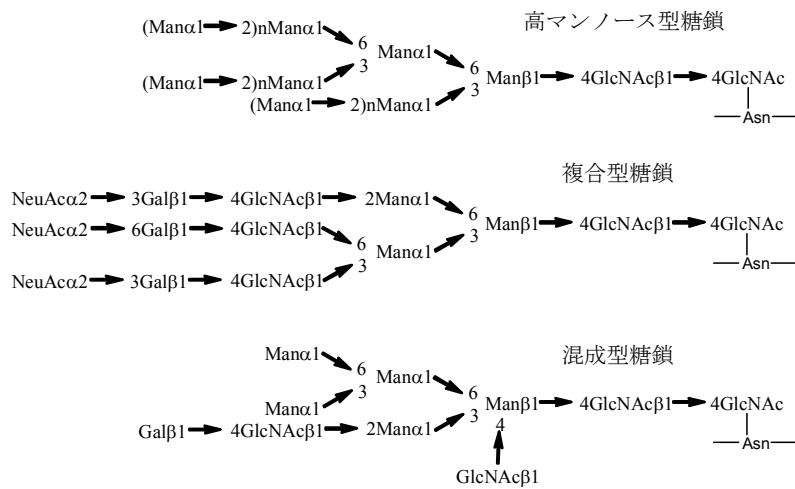 高マンノース型糖鎖
(Manα1 2)nManα1 6
Manα1 6
3
(Manα1 2)nManα1
Manβ1 4GlcNAcβ1 4GlcNAc
3
(Manα1 2)nManα1
Asn
複合型糖鎖
NeuAcα2 3Galβ1 4GlcNAcβ1 2Manα1 6
NeuAcα2 6Galβ1 4GlcNAcβ1 6
Manβ1 4GlcNAcβ1 4GlcNAc
Manα1 3
3
NeuAcα2 3Galβ1 4GlcNAcβ1
Asn
混成型糖鎖
Manα1 6
Manα1 6
3
Manα1
Manβ1 4GlcNAcβ1 4GlcNAc
3
Galβ1 4GlcNAcβ1 2Manα1
4
Asn
GlcNAcβ1